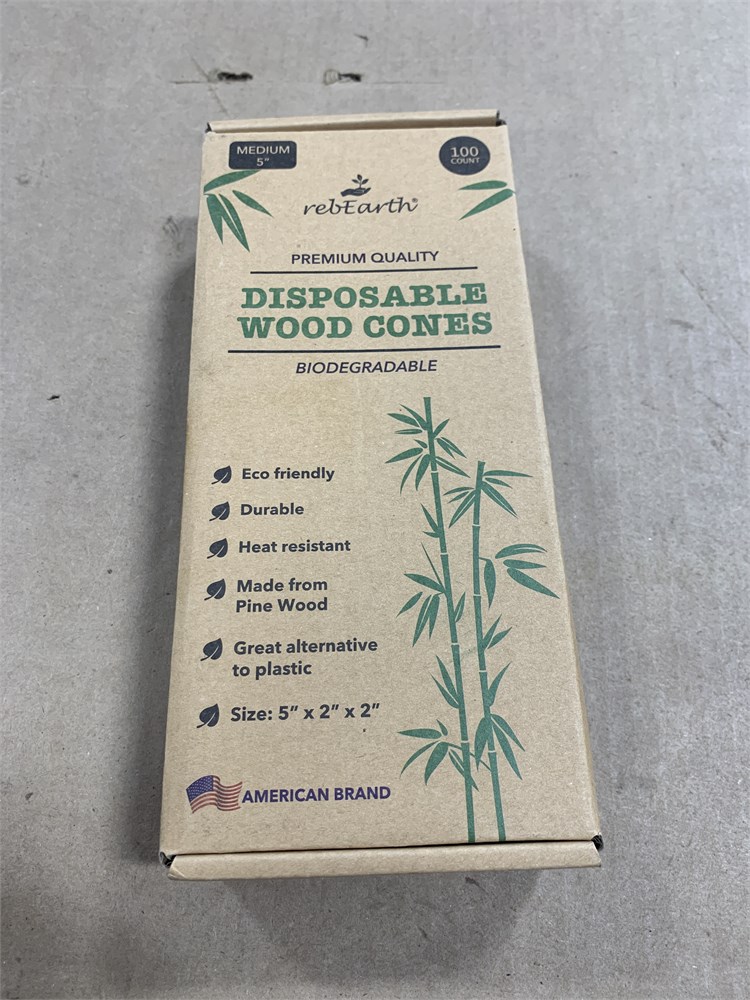 MEDIUM
5"
100
COUNT
rebEarth®
PREMIUM QUALITY
DISPOSABLE
WOOD CONES
BIODEGRADABLE
Eco friendly
Durable
Heat resistant
Made from
Pine Wood
Great alternative
to plastic
Size: 5" x 2" x 2"
AMERICAN BRAND